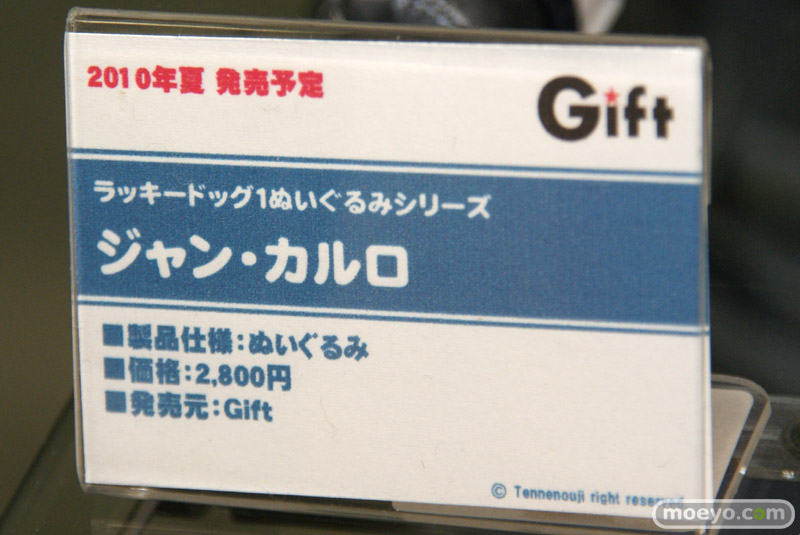 2010年夏 発売予定
Gift
ラッキードッグ1ぬいぐるみシリーズ
ジャン・カルロ
■製品仕様:ぬいぐるみ
■価格:2,800円
■発売元:Gift
© Tennenouji right reserved
moeyo.com